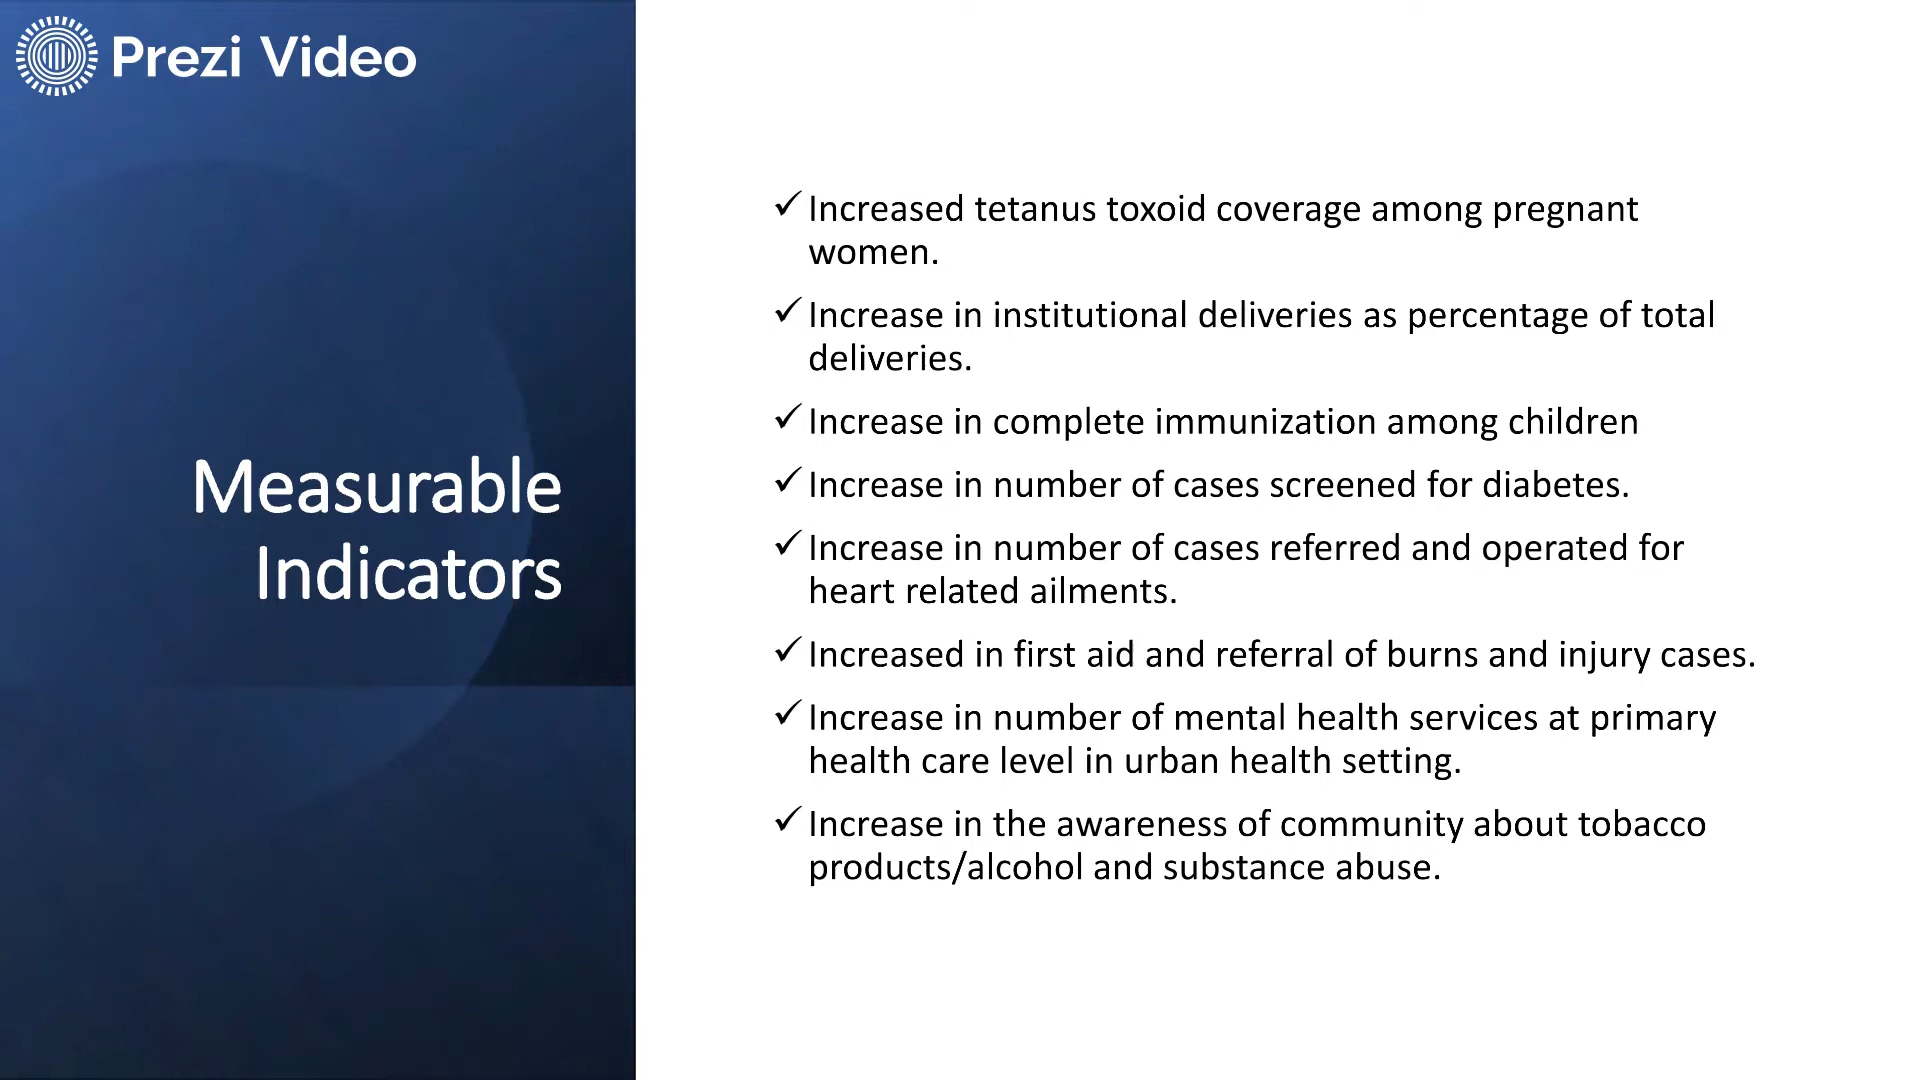 Prezi Video
Measurable
Indicators
✓ Increased tetanus toxoid coverage among pregnant
women.
✓ Increase in institutional deliveries as percentage of total
deliveries.
✓ Increase in complete immunization among children
✓ Increase in number of cases screened for diabetes.
✓ Increase in number of cases referred and operated for
heart related ailments.
✓ Increased in first aid and referral of burns and injury cases.
✓ Increase in number of mental health services at primary
health care level in urban health setting.
✓ Increase in the awareness of community about tobacco
products/alcohol and substance abuse.